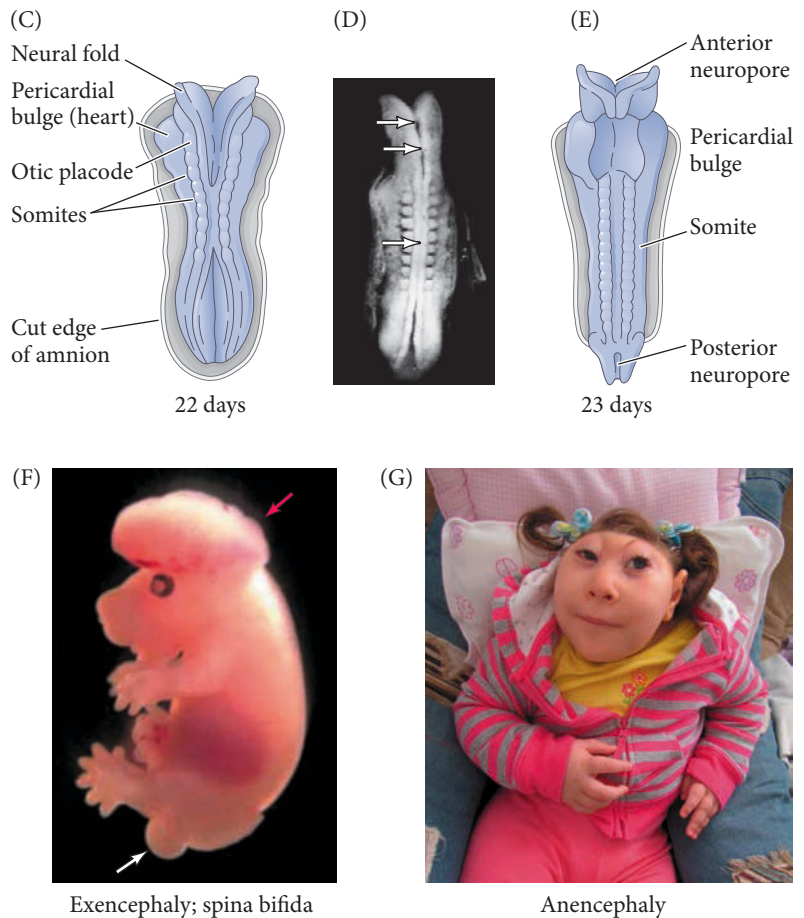 (C)
Neural fold
Pericardial
bulge (heart)
Otic placode
Somites
Cut edge
of amnion
22 days
(D)
(E)
Anterior
neuropore
Pericardial
bulge
Somite
Posterior
neuropore
23 days
(F)
Exencephaly; spina bifida
(G)
Anencephaly